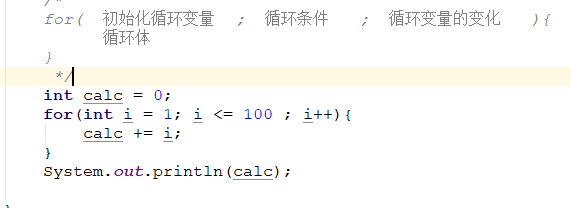 /*
for( 初始化循环变量 ; 循环条件 ; 循环变量的变化 ){
循环体
}
*/
int calc = 0;
for(int i = 1; i <= 100 ; i++){
calc += i;
}
System.out.println(calc);
}